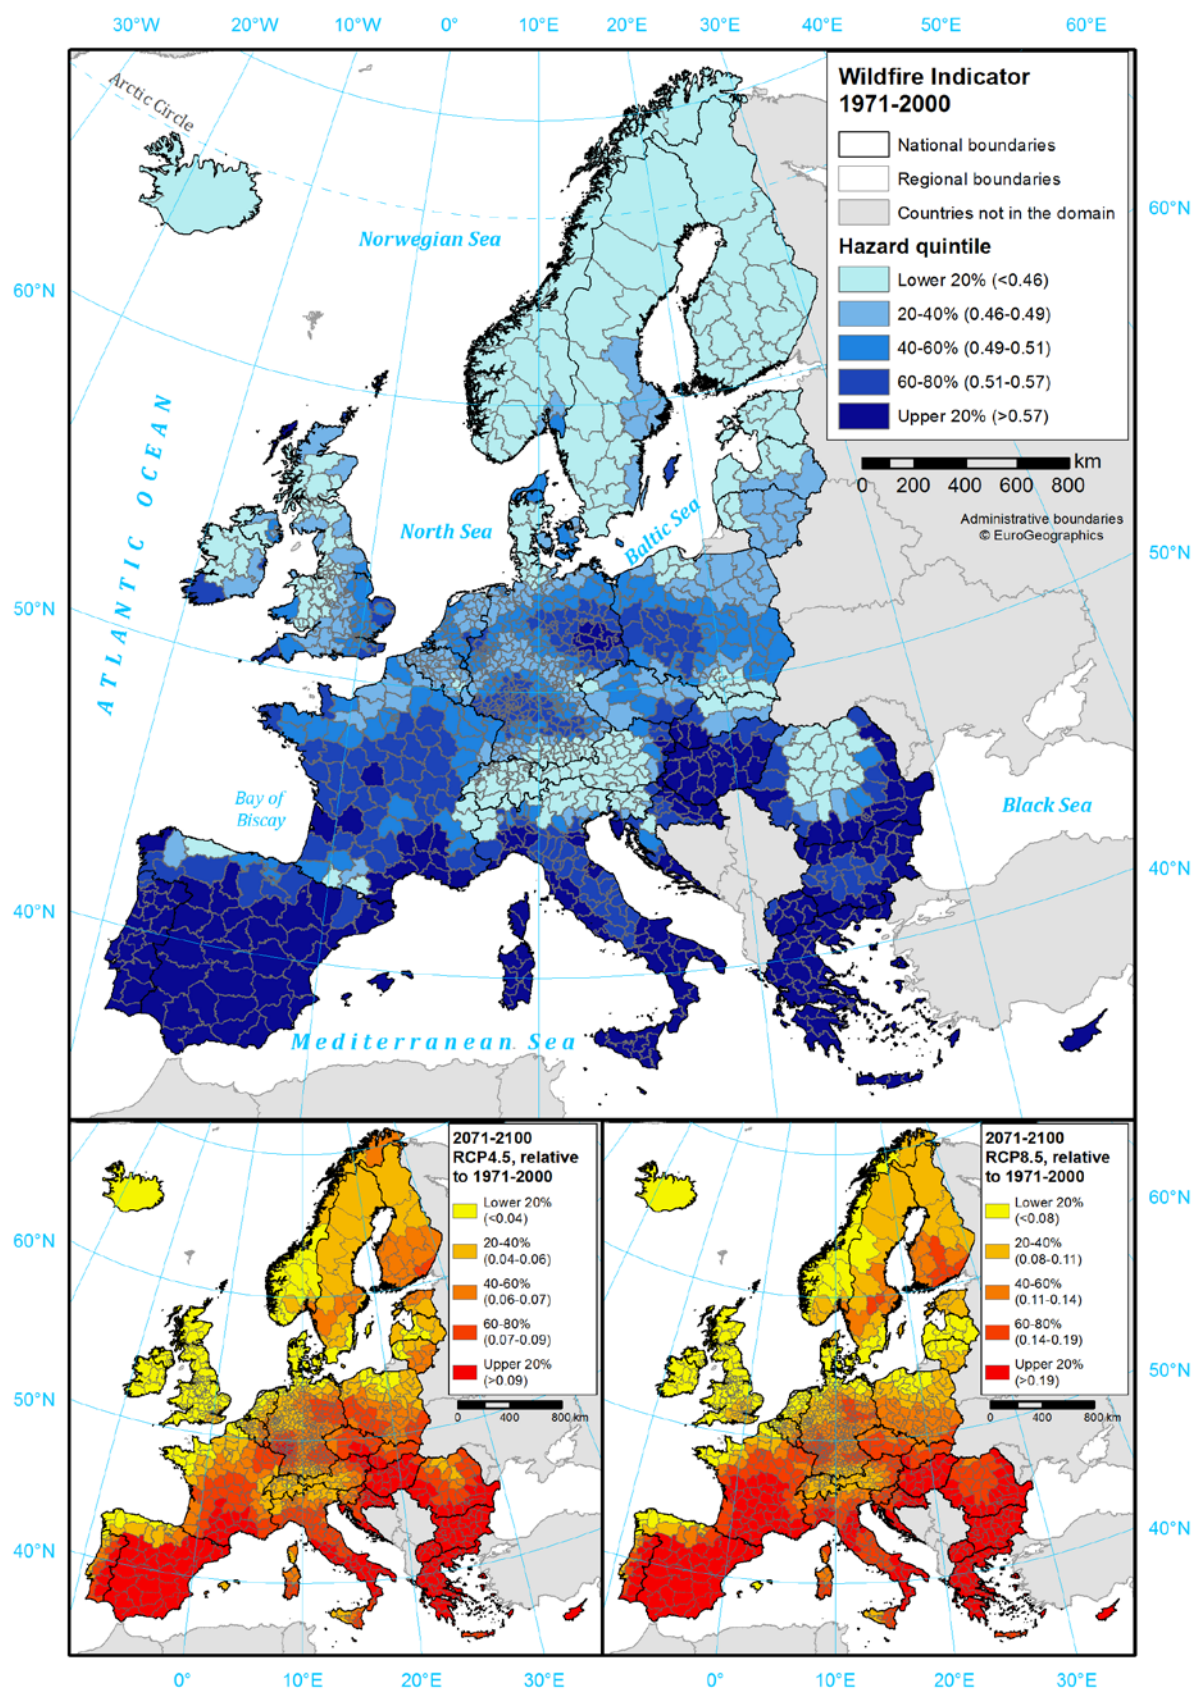 30°W 20°W 10°W 0° 10°E 20°E 30°E 40°E 50°E 60°E
Arctic Circle
Wildfire Indicator
1971-2000
National boundaries
Regional boundaries
Countries not in the domain
Hazard quintile
Lower 20% (<0.46)
20-40% (0.46-0.49)
40-60% (0.49-0.51)
60-80% (0.51-0.57)
Upper 20% (>0.57)
km
0 200 400 600 800
Administrative boundaries
© EuroGeographics
60°N
60°N
50°N
50°N
40°N
40°N
Norwegian Sea
ATLANTIC OCEAN
North Sea
Baltic Sea
Bay of
Biscay
Black Sea
Mediterranean Sea
2071-2100
RCP4.5, relative
to 1971-2000
Lower 20%
(<0.04)
20-40%
(0.04-0.06)
40-60%
(0.06-0.07)
60-80%
(0.07-0.09)
Upper 20%
(>0.09)
0 400 800 km
2071-2100
RCP8.5, relative
to 1971-2000
Lower 20%
(<0.08)
20-40%
(0.08-0.11)
40-60%
(0.11-0.14)
60-80%
(0.14-0.19)
Upper 20%
(>0.19)
0 400 800 km
60°N
60°N
50°N
50°N
40°N
40°N
0° 10°E 20°E 30°E 0° 10°E 20°E 30°E